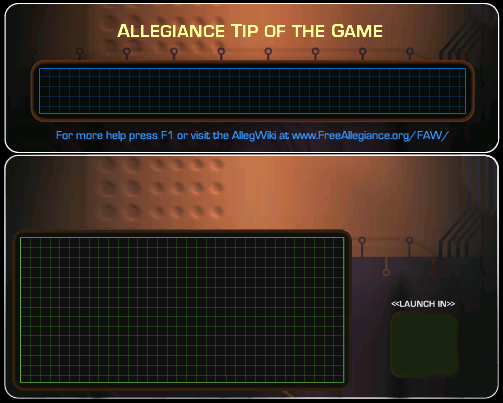 Allegiance Tip of the Game
For more help press F1 or visit the AllegWiki at www.FreeAllegiance.org/FAW/
<<LAUNCH IN>>